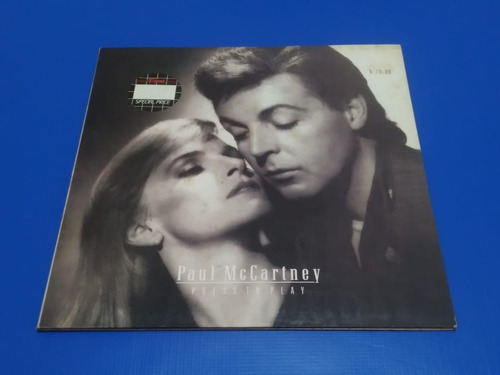 SPECIAL PRICE
Paul McCartney
PRESS TO PLAY